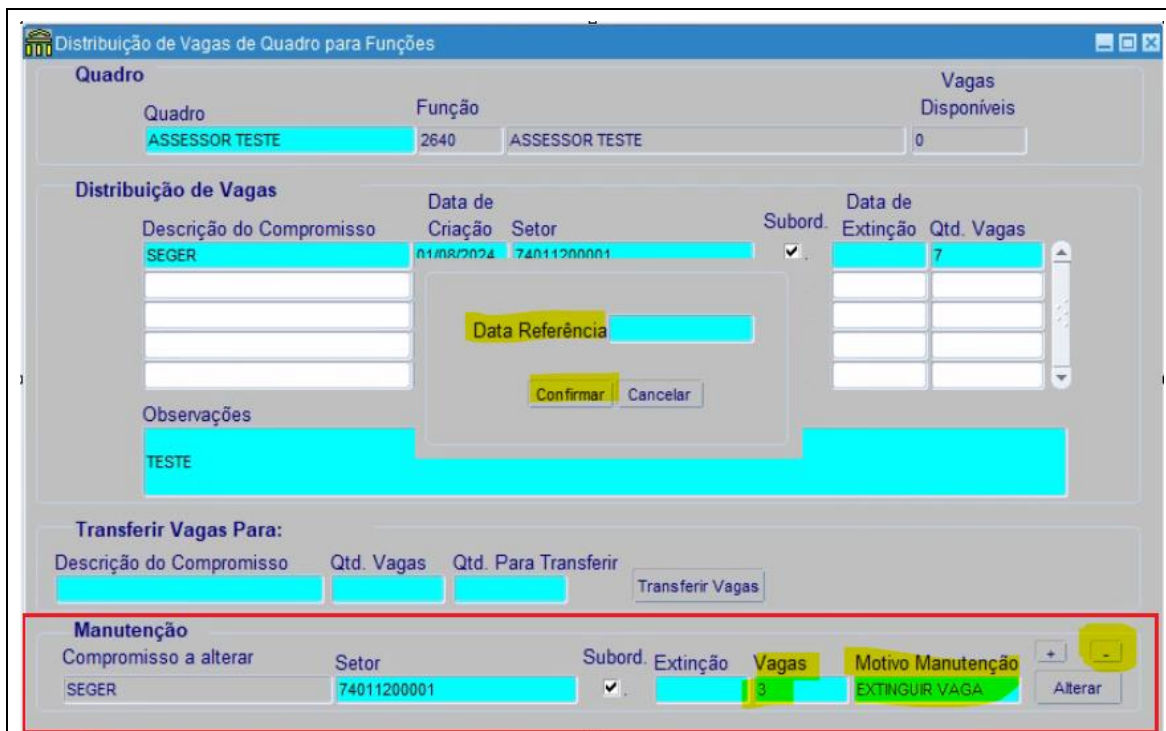 Distribuição de Vagas de Quadro para Funções
Quadro
Vagas
Quadro Função Disponíveis
ASSESSOR TESTE 2640 ASSESSOR TESTE 0
Distribuição de Vagas
Data de Data de
Descrição do Compromisso Criação Setor Subord. Extinção Qtd. Vagas
SEGER 01/08/2024 74011200001 . 7
Data Referência
Confirmar Cancelar
Observações
TESTE
Transferir Vagas Para:
Descrição do Compromisso Qtd. Vagas Qtd. Para Transferir
Transferir Vagas
Manutenção
Compromisso a alterar Setor Subord. Extinção Vagas Motivo Manutenção + -
SEGER 74011200001 . 3 EXTINGUIR VAGA Alterar